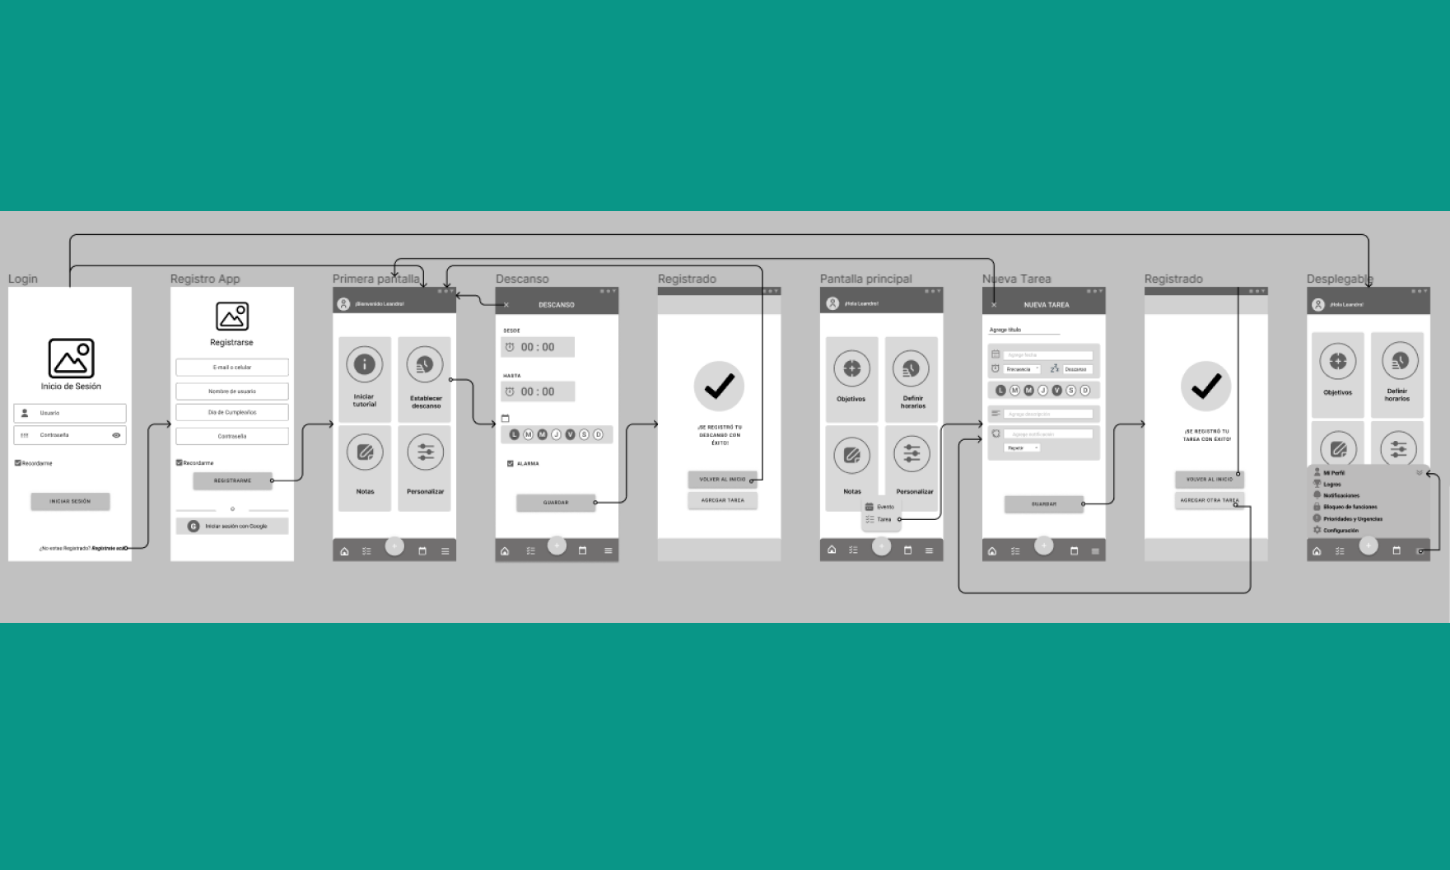 Login
Inicio de Sesión
Usuario
Contraseña
Recordarme
INICIAR SESIÓN
¿No estas Registrado? Registrate acá
Registro App
Registrarse
E-mail o celular
Nombre de usuario
Dia de Cumpleaños
Contraseña
Recordarme
REGISTRARME
o
G Iniciar sesión con Google
Primera pantalla
¡Bienvenido Leandro!
Iniciar
tutorial
Establecer
descanso
Notas
Personalizar
Descanso
DESCANSO
DESDE
00 : 00
HASTA
00 : 00
L M M J V S D
ALARMA
GUARDAR
Registrado
¡SE REGISTRÓ TU
DESCANSO CON
ÉXITO!
VOLVER AL INICIO
AGREGAR TAREA
Pantalla principal
¡Hola Leandro!
Objetivos
Definir
horarios
Notas
Personalizar
Evento
Tarea
Nueva Tarea
NUEVA TAREA
Agregar título
Agregar fecha
Frecuencia
Descanso
L M M J V S D
Agregar descripción
Agregar notificación
Repetir
GUARDAR
Registrado
¡SE REGISTRÓ TU
TAREA CON ÉXITO!
VOLVER AL INICIO
AGREGAR OTRA TAREA
Desplegable
¡Hola Leandro!
Objetivos
Definir
horarios
Mi Perfil
Logros
Notificaciones
Bloqueo de funciones
Prioridades y Urgencias
Configuración